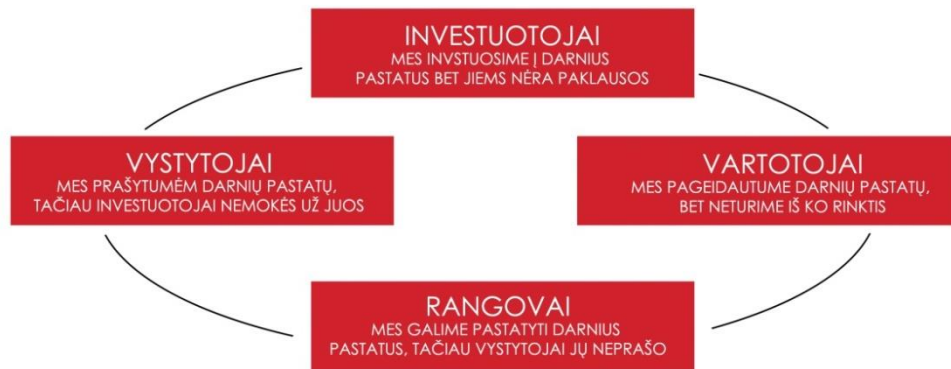 INVESTUOTOJAI
MES INVSTUOSIME Į DARNIUS
PASTATUS BET JIEMS NĖRA PAKLAUSOS
VYSTYTOJAI
MES PRAŠYTUMĖM DARNIŲ PASTATŲ,
TAČIAU INVESTUOTOJAI NEMOKĖS UŽ JUOS
VARTOTOJAI
MES PAGEIDAUTUME DARNIŲ PASTATŲ,
BET NETURIME IŠ KO RINKTIS
RANGOVAI
MES GALIME PASTATYTI DARNIUS
PASTATUS, TAČIAU VYSTYTOJAI JŲ NEPRAŠO